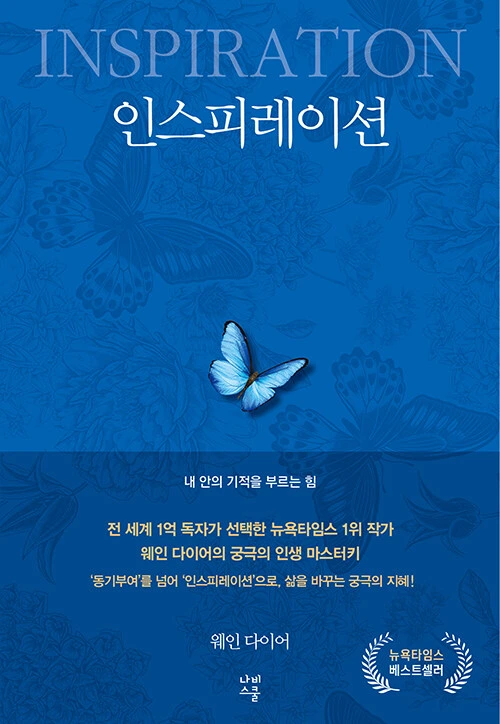 INSPIRATION
인스피레이션
내 안의 기적을 부르는 힘
전 세계 1억 독자가 선택한 뉴욕타임스 1위 작가
웨인 다이어의 궁극의 인생 마스터키
‘동기부여’를 넘어 ‘인스피레이션’으로, 삶을 바꾸는 궁극의 지혜!
웨인 다이어
뉴욕타임스
베스트셀러
나비
스쿨